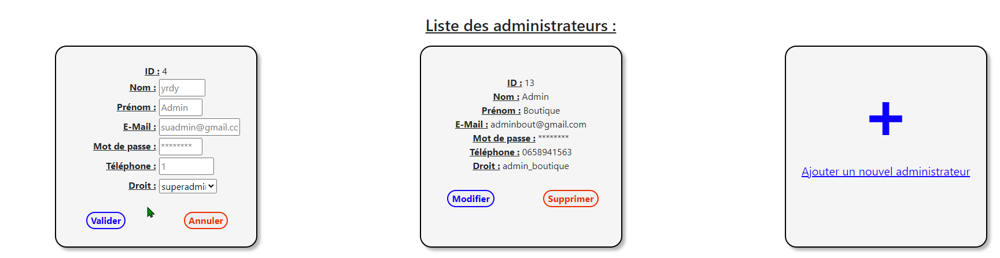 Liste des administrateurs :
ID : 4
Nom : yrdy
Prénom : Admin
E-Mail : suadmin@gmail.cc
Mot de passe : ********
Téléphone : 1
Droit : superadmi
Valider
Annuler
ID : 13
Nom : Admin
Prénom : Boutique
E-Mail : adminbout@gmail.com
Mot de passe : ********
Téléphone : 0658941563
Droit : admin_boutique
Modifier
Supprimer
+
Ajouter un nouvel administrateur